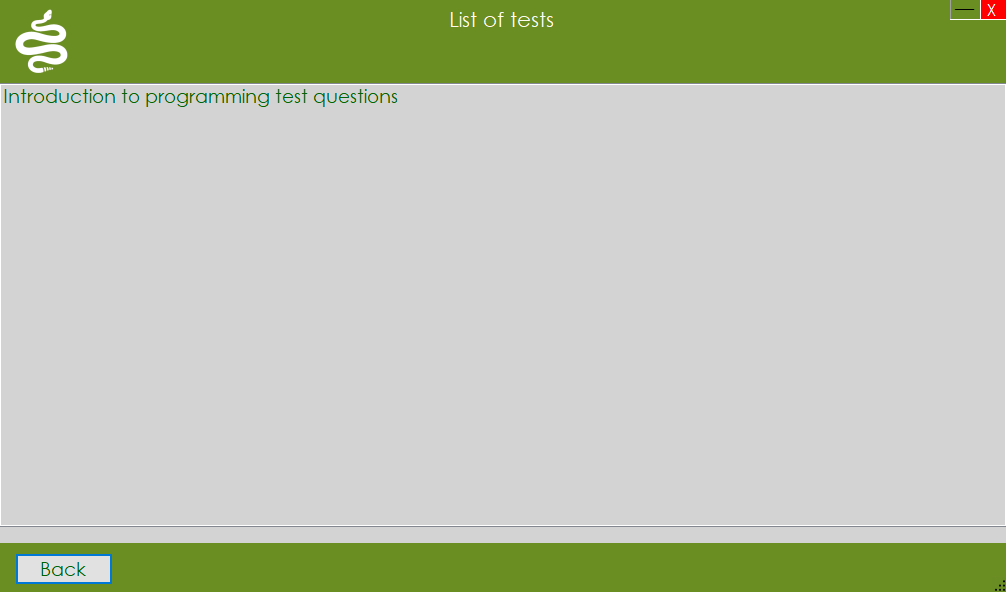 List of tests
X
Introduction to programming test questions
Back